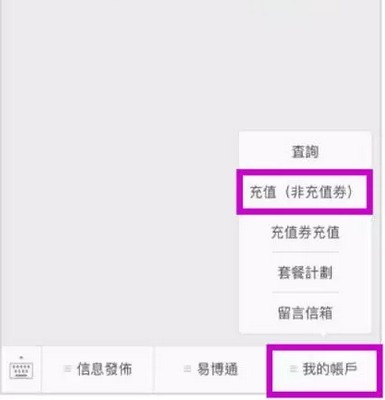 查詢
充值（非充值券）
充值券充值
套餐計劃
留言信箱
信息發佈
易博通
我的帳戶